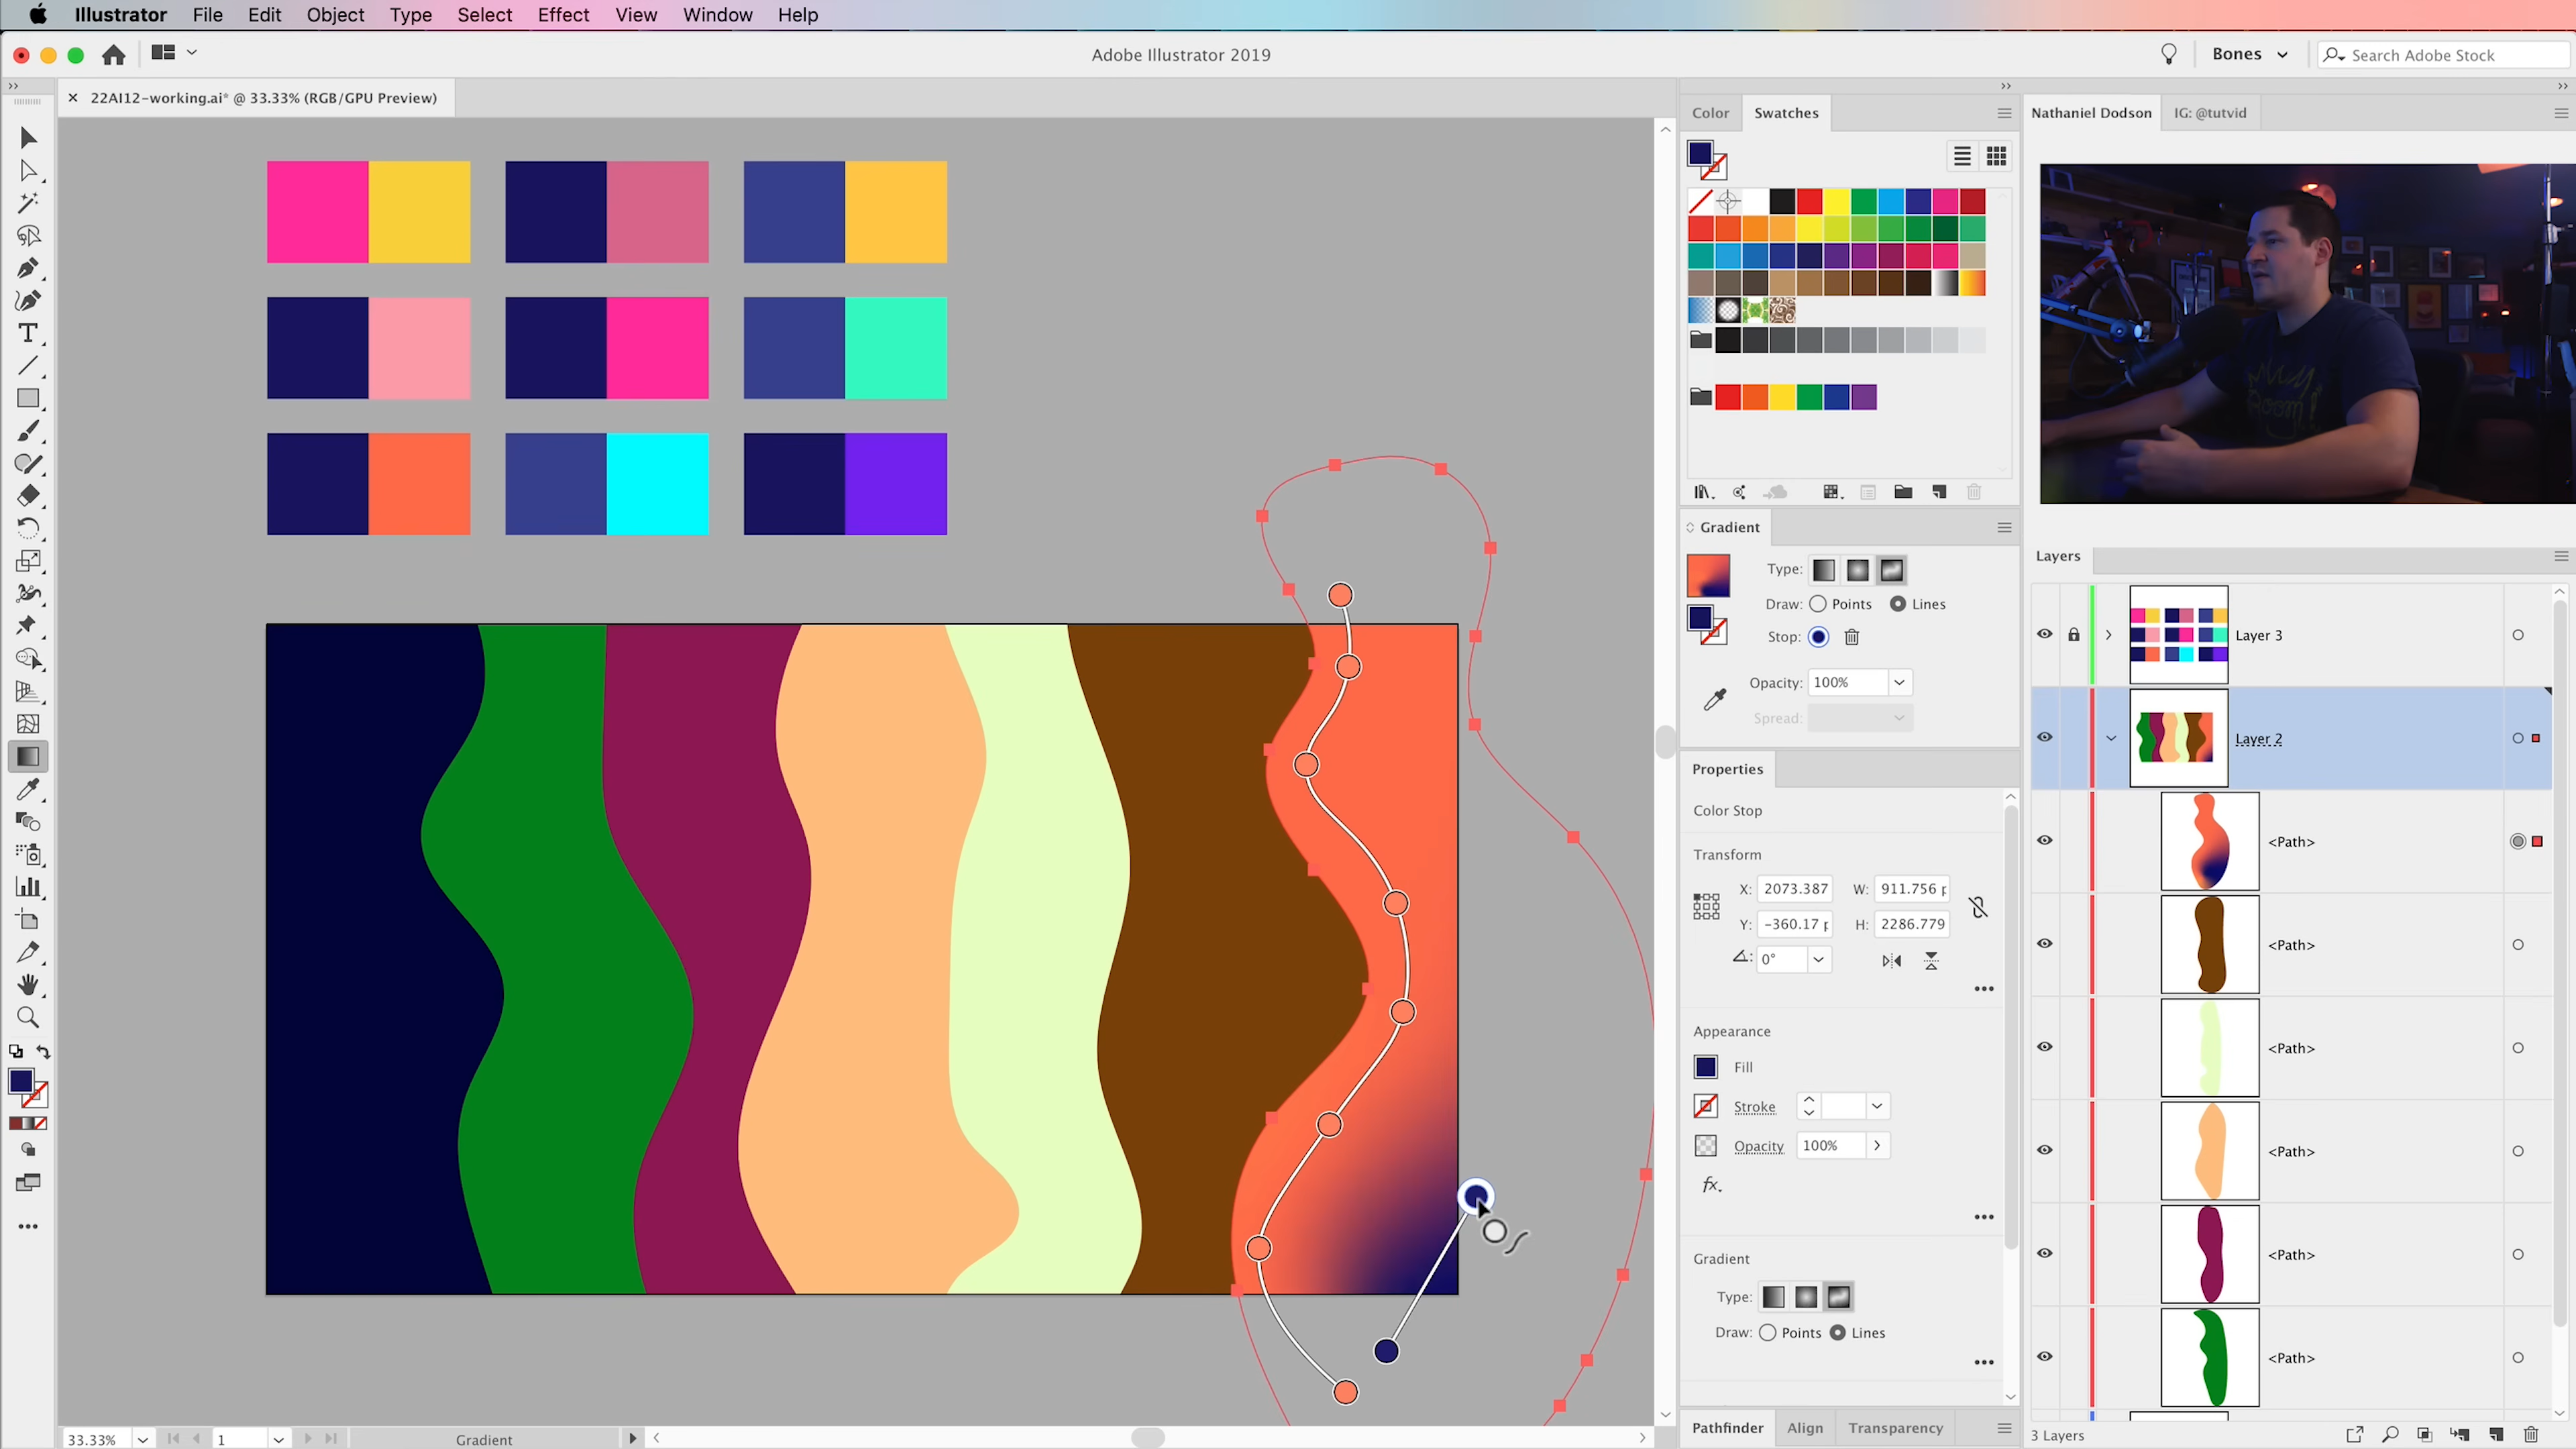 Illustrator File Edit Object Type Select Effect View Window Help
Adobe Illustrator 2019
Bones
Search Adobe Stock
× 22AI12-working.ai* @ 33.33% (RGB/GPU Preview)
Color Swatches
Nathaniel Dodson IG: @tutvid
Gradient
Type:
Draw: Points Lines
Stop:
Opacity: 100%
Spread:
Properties
Color Stop
Transform
X: 2073.387 W: 911.756 p
Y: -360.17 p H: 2286.779
0°
Appearance
Fill
Stroke
Opacity 100%
fx.
Gradient
Type:
Draw: Points Lines
Pathfinder Align Transparency
Layers
Layer 3
Layer 2
<Path>
<Path>
<Path>
<Path>
<Path>
<Path>
3 Layers
33.33% 1 Gradient